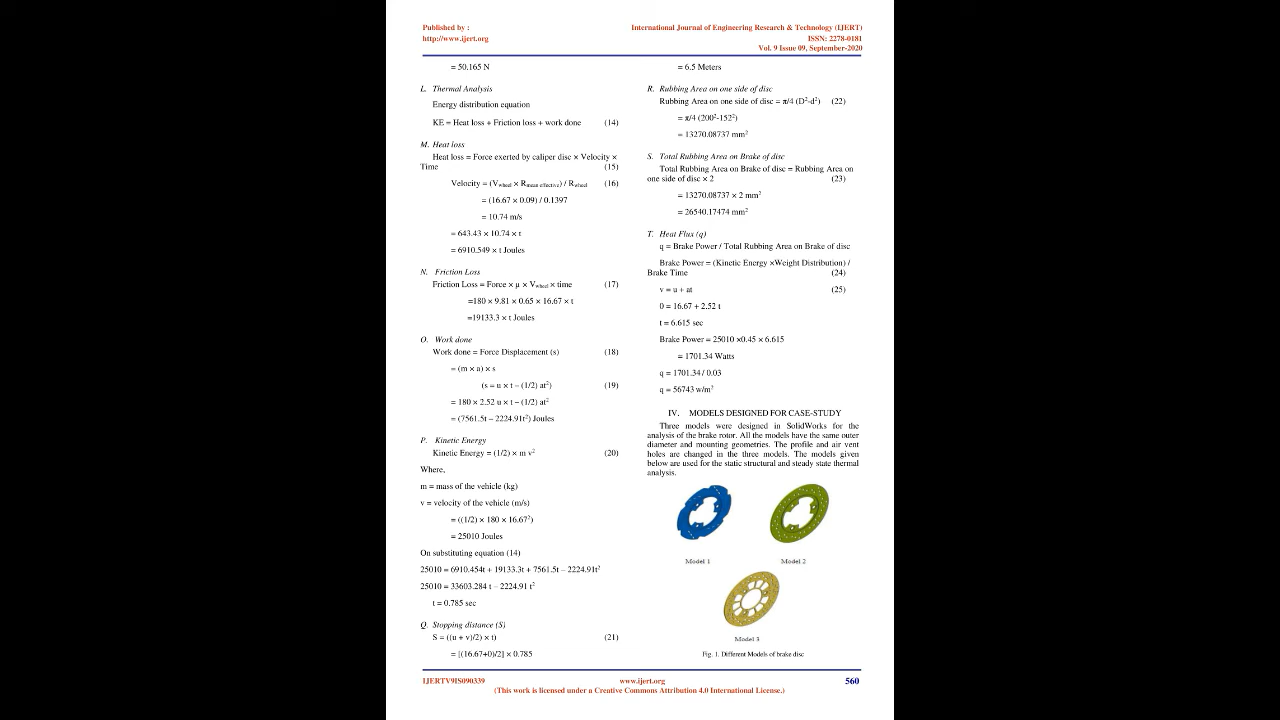 Published by :
http://www.ijert.org
International Journal of Engineering Research & Technology (IJERT)
ISSN: 2278-0181
Vol. 9 Issue 09, September-2020
= 50.165 N
L. Thermal Analysis
Energy distribution equation
KE = Heat loss + Friction loss + work done (14)
M. Heat loss
Heat loss = Force exerted by caliper disc × Velocity ×
Time (15)
Velocity = (Vwheel × Rmean effective) / Rwheel (16)
= (16.67 × 0.09) / 0.1397
= 10.74 m/s
= 643.43 × 10.74 × t
= 6910.549 × t Joules
N. Friction Loss
Friction Loss = Force × µ × Vwheel × time (17)
=180 × 9.81 × 0.65 × 16.67 × t
=19133.3 × t Joules
O. Work done
Work done = Force Displacement (s) (18)
= (m × a) × s
(s = u × t – (1/2) at²) (19)
= 180 × 2.52 u × t – (1/2) at²
= (7561.5t – 2224.91t²) Joules
P. Kinetic Energy
Kinetic Energy = (1/2) × m v² (20)
Where,
m = mass of the vehicle (kg)
v = velocity of the vehicle (m/s)
= ((1/2) × 180 × 16.67²)
= 25010 Joules
On substituting equation (14)
25010 = 6910.454t + 19133.3t + 7561.5t – 2224.91t²
25010 = 33603.284 t – 2224.91 t²
t = 0.785 sec
Q. Stopping distance (S)
S = ((u + v)/2) × t) (21)
= [(16.67+0)/2] × 0.785
= 6.5 Meters
R. Rubbing Area on one side of disc
Rubbing Area on one side of disc = π/4 (D²-d²) (22)
= π/4 (200²-152²)
= 13270.08737 mm²
S. Total Rubbing Area on Brake of disc
Total Rubbing Area on Brake of disc = Rubbing Area on
one side of disc × 2 (23)
= 13270.08737 × 2 mm²
= 26540.17474 mm²
T. Heat Flux (q)
q = Brake Power / Total Rubbing Area on Brake of disc
Brake Power = (Kinetic Energy ×Weight Distribution) /
Brake Time (24)
v = u + at (25)
0 = 16.67 + 2.52 t
t = 6.615 sec
Brake Power = 25010 ×0.45 × 6.615
= 1701.34 Watts
q = 1701.34 / 0.03
q = 56743 w/m²
IV. MODELS DESIGNED FOR CASE-STUDY
Three models were designed in SolidWorks for the
analysis of the brake rotor. All the models have the same outer
diameter and mounting geometries. The profile and air vent
holes are changed in the three models. The models given
below are used for the static structural and steady state thermal
analysis.
Model 1
Model 2
Model 3
Fig. 1. Different Models of brake disc
IJERTV9IS090339
www.ijert.org
560
(This work is licensed under a Creative Commons Attribution 4.0 International License.)